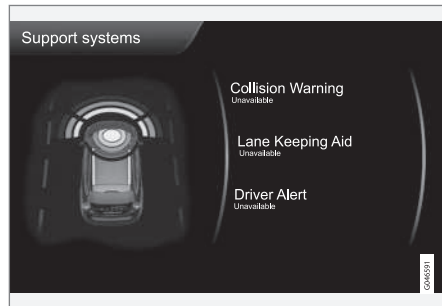 Support systems
Collision Warning
Unavailable
Lane Keeping Aid
Unavailable
Driver Alert
Unavailable
G046591